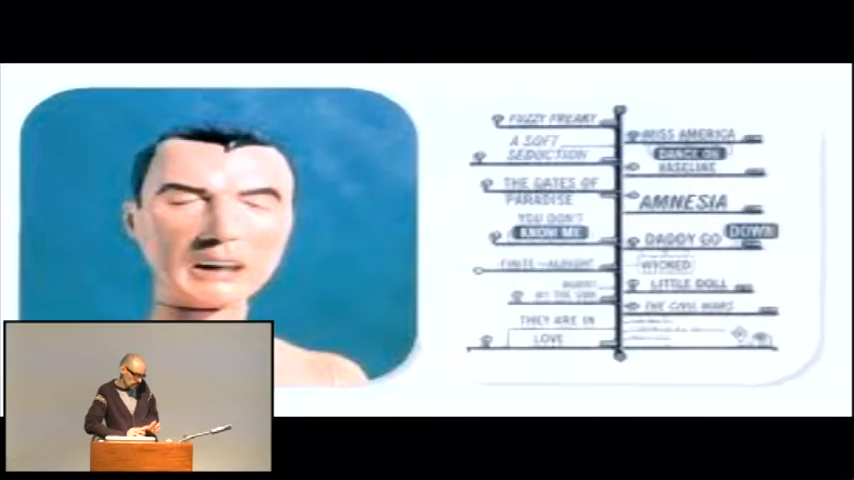 FUZZY FREAKY
A SOFT
SEDUCTION
THE GATES OF
PARADISE
YOU DON'T
KNOW ME
FINITE=ALRIGHT
THEY ARE IN
LOVE
MISS AMERICA
DANCE ON
VASELINE
AMNESIA
DADDY GO DOWN
WICKED
LITTLE DOLL
THE CIVIL WARS